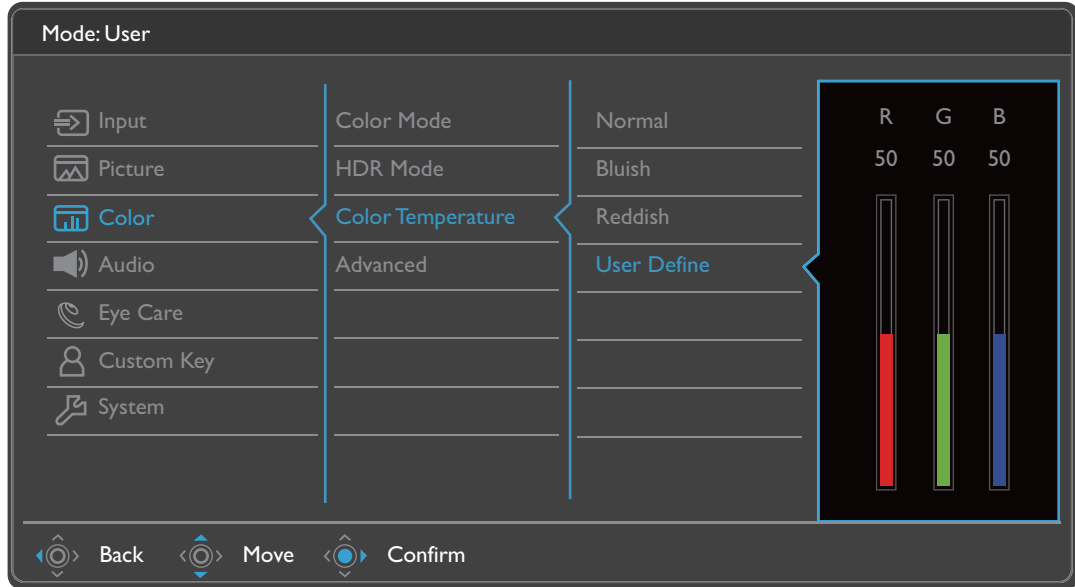 Mode: User
Input
Picture
Color
Audio
Eye Care
Custom Key
System
Color Mode
HDR Mode
Color Temperature
Advanced
Normal
Bluish
Reddish
User Define
R G B
50 50 50
Back Move Confirm